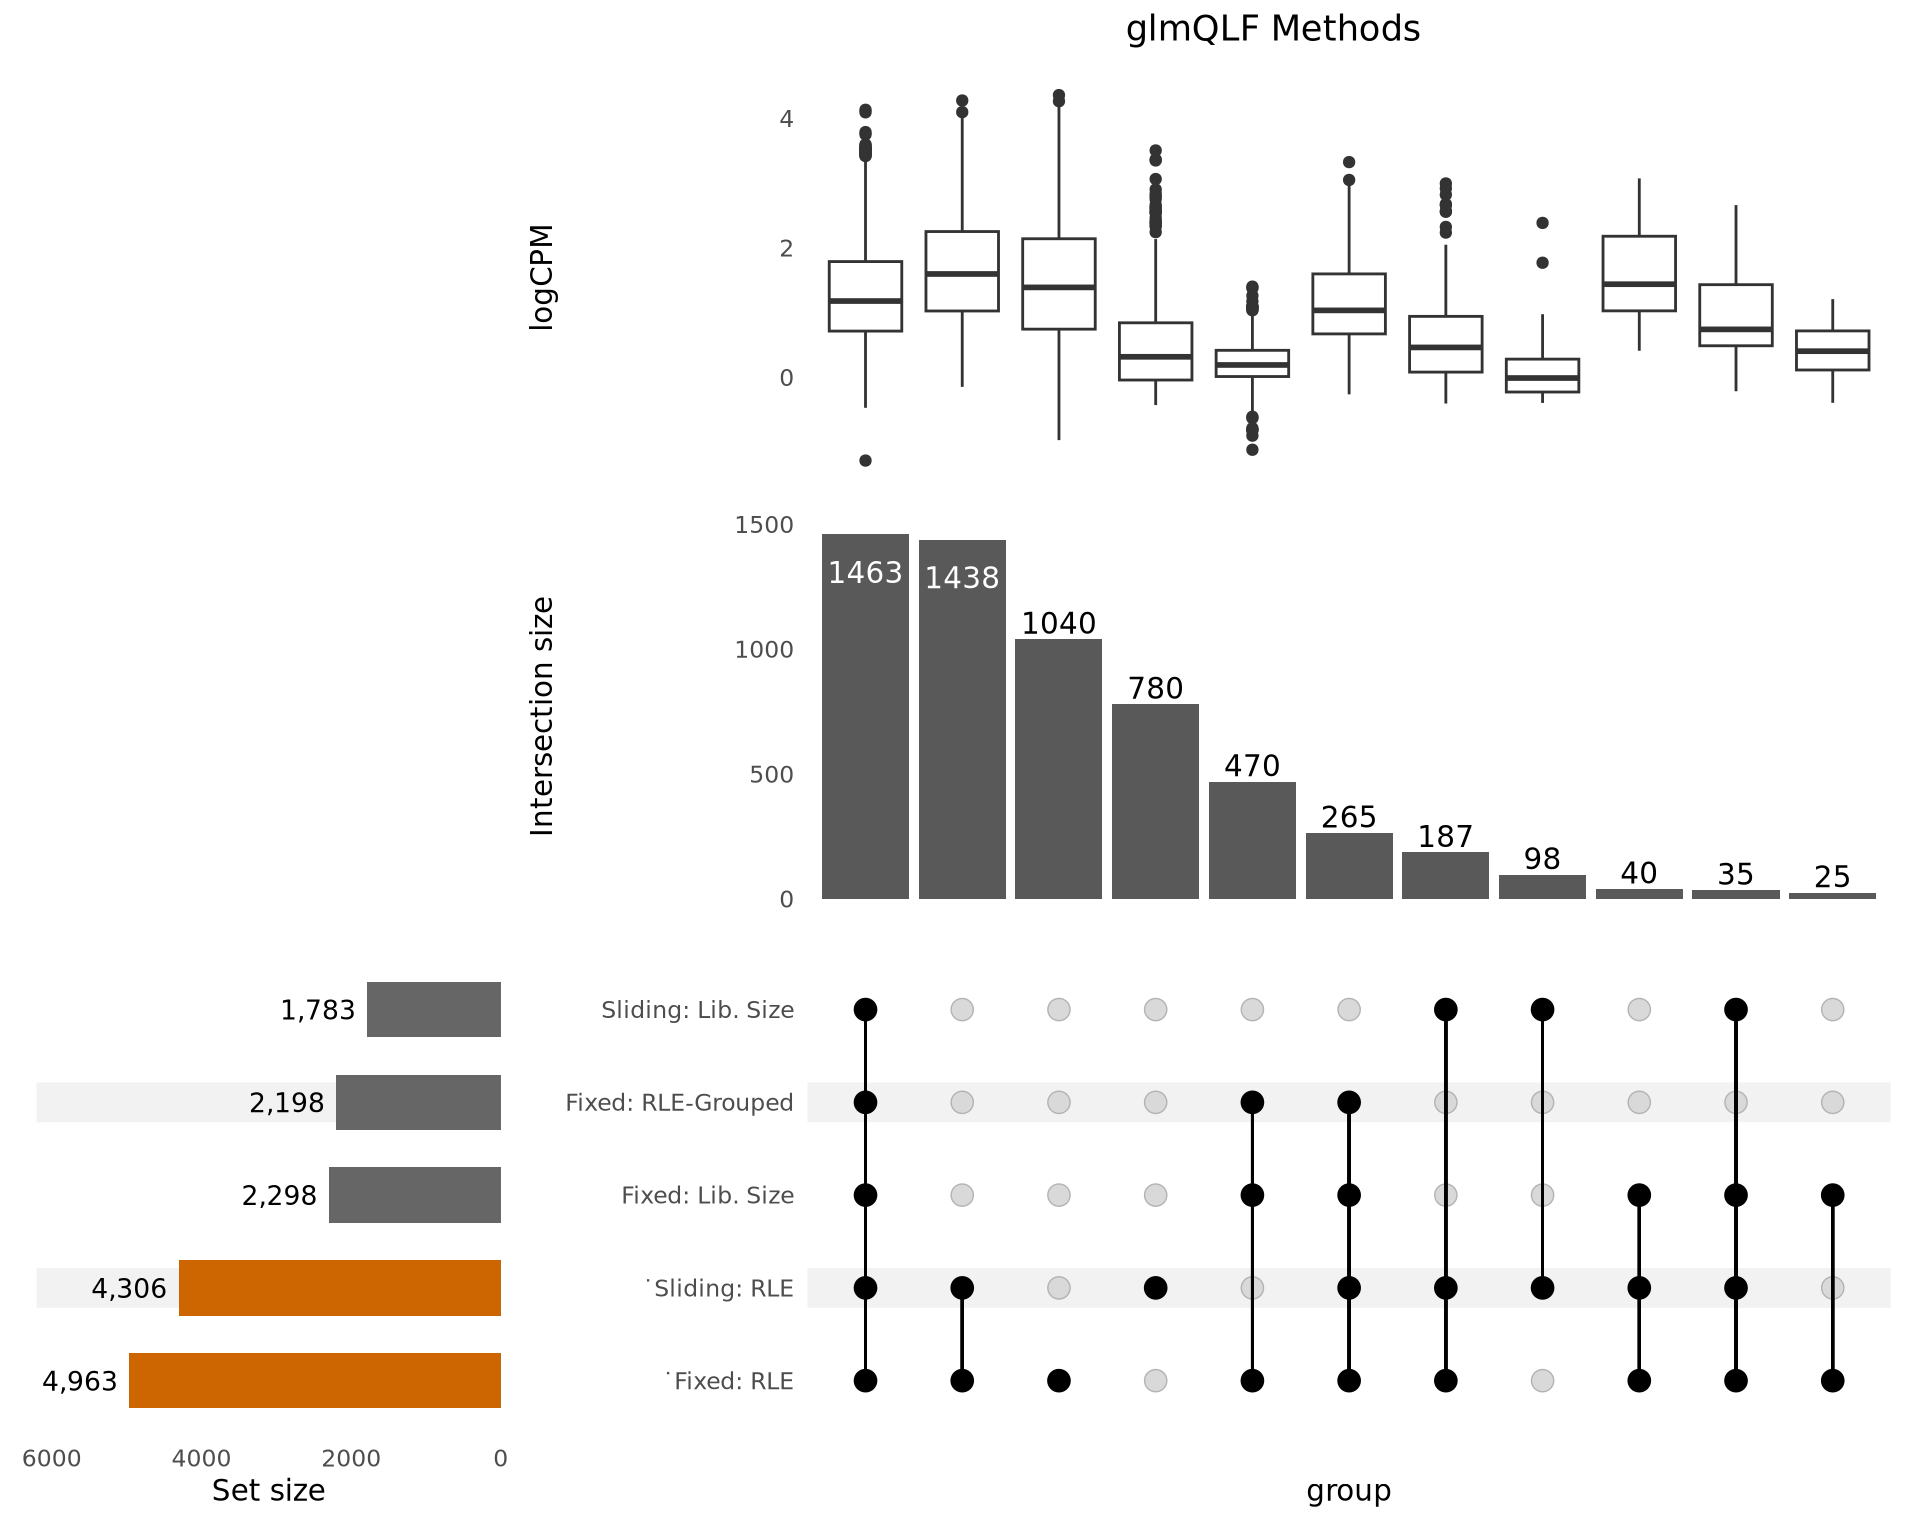 glmQLF Methods
logCPM
4
2
0
Intersection size
1500
1000
500
0
1463
1438
1040
780
470
265
187
98
40
35
25
1,783
Sliding: Lib. Size
2,198
Fixed: RLE-Grouped
2,298
Fixed: Lib. Size
4,306
˙Sliding: RLE
4,963
˙Fixed: RLE
6000 4000 2000 0
Set size
group